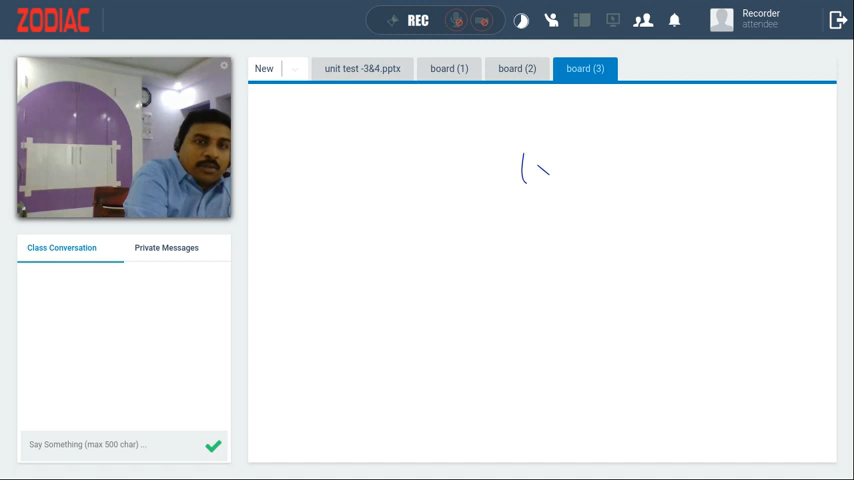 ZODIAC
REC
Recorder
attendee
New
unit test -3&4.pptx
board (1)
board (2)
board (3)
Class Conversation
Private Messages
Say Something (max 500 char) ...